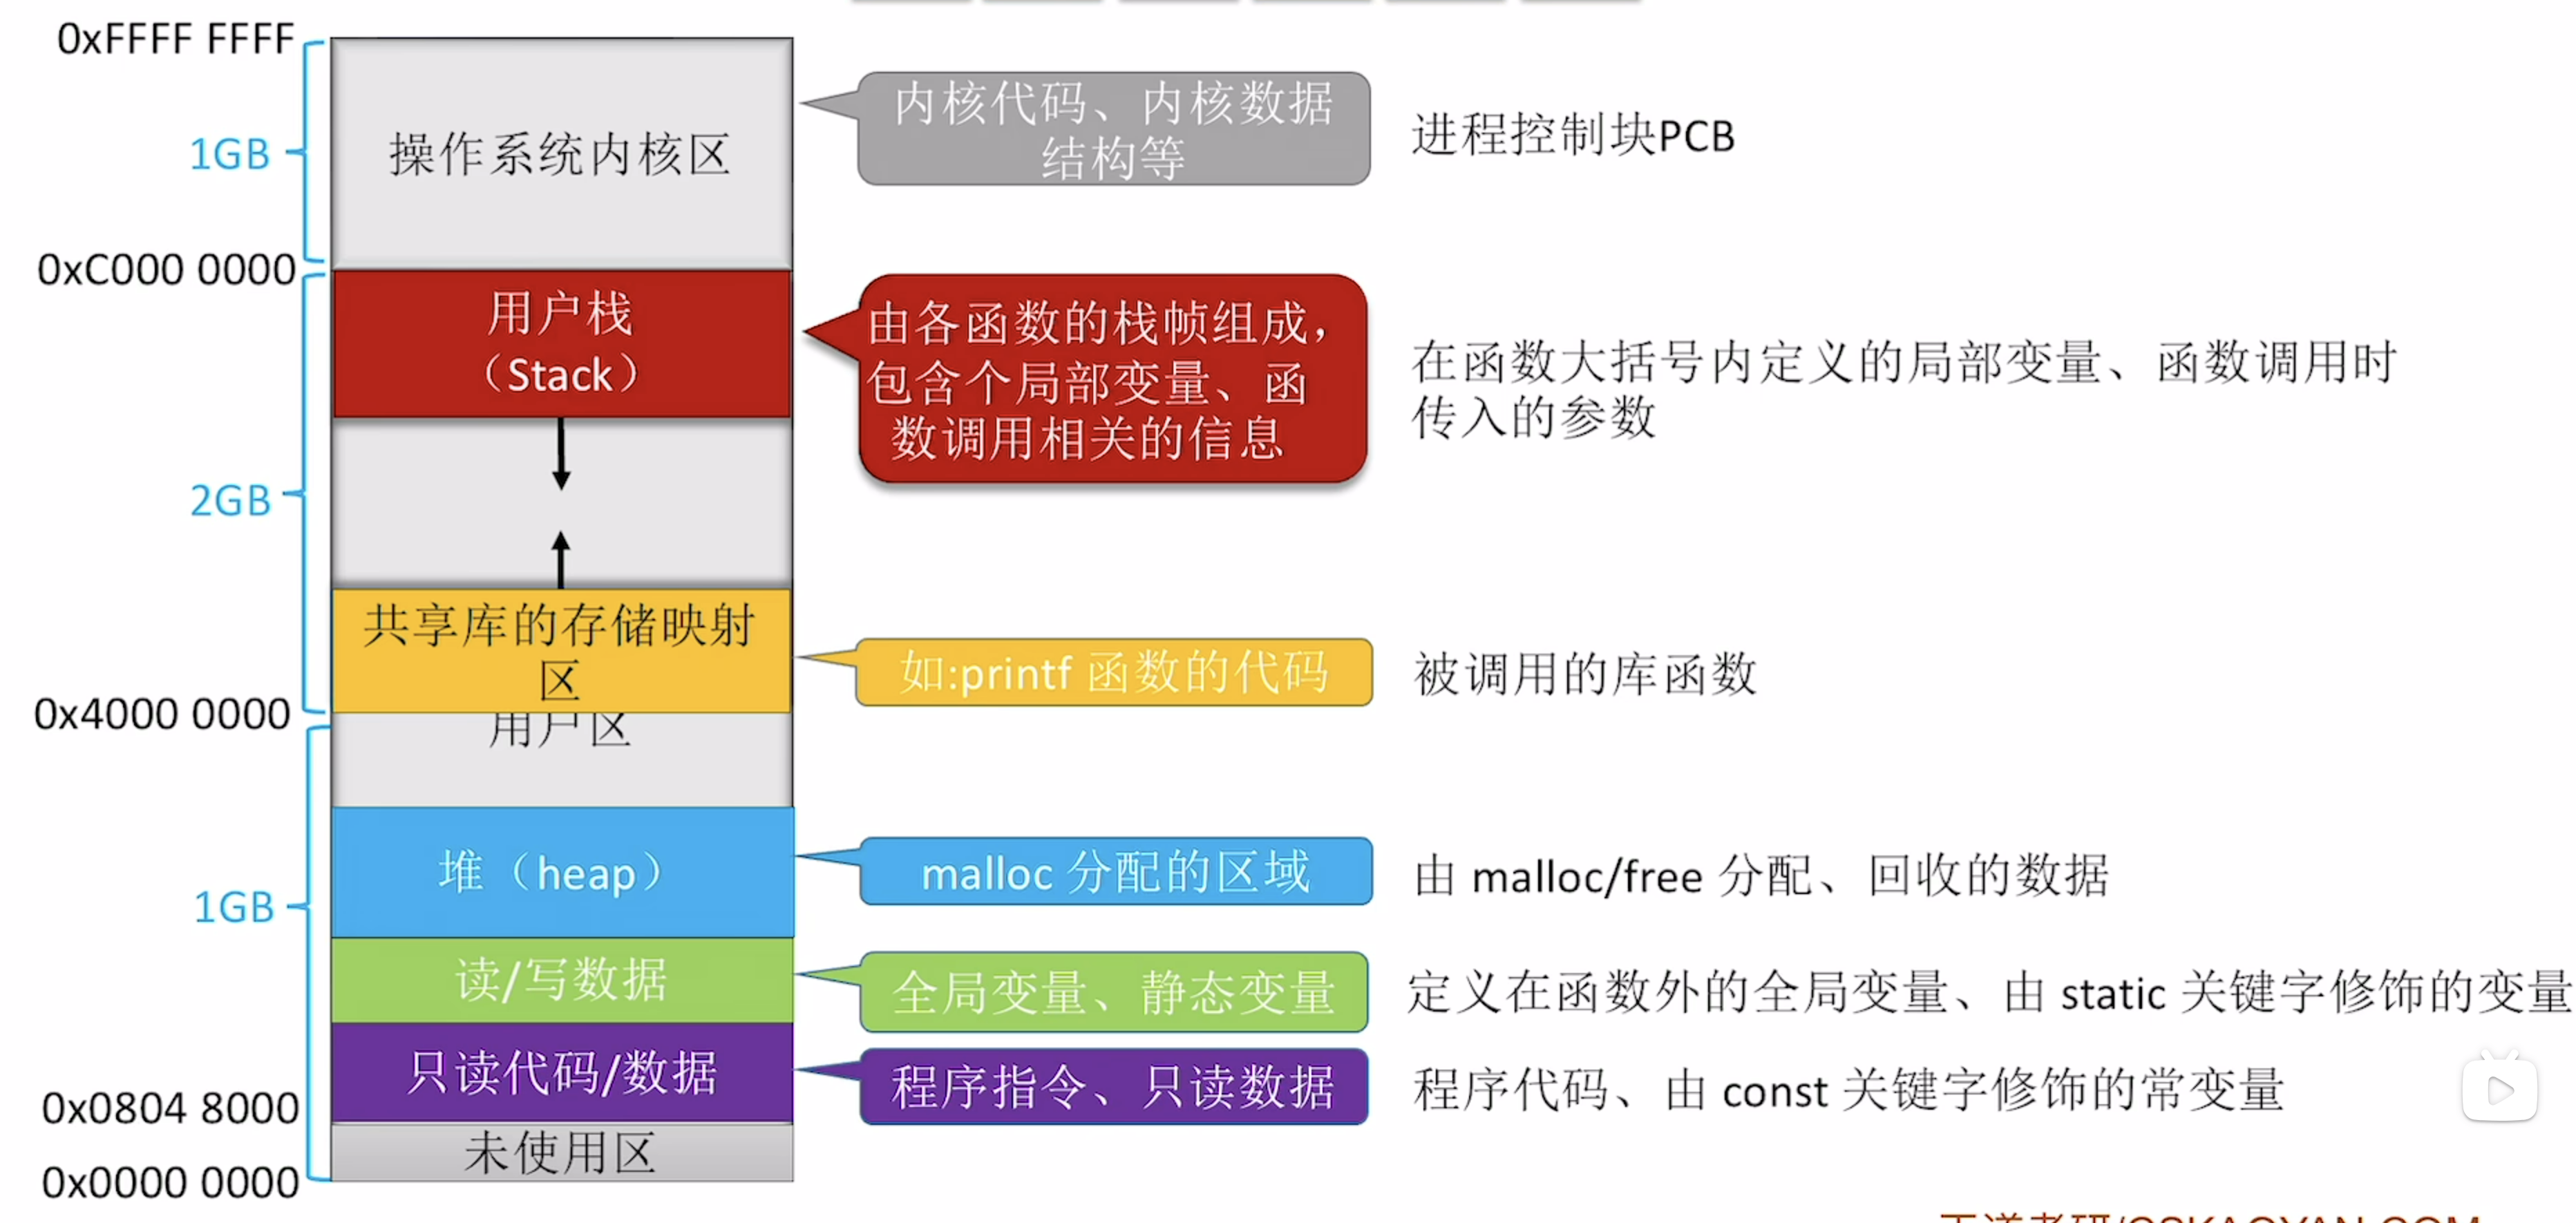 0xFFFF FFFF
1GB
操作系统内核区
内核代码、内核数据
结构等
进程控制块PCB
0xC000 0000
用户栈
（Stack）
由各函数的栈帧组成，
包含个局部变量、函
数调用相关的信息
在函数大括号内定义的局部变量、函数调用时
传入的参数
2GB
共享库的存储映射
区
如:printf 函数的代码
被调用的库函数
0x4000 0000
用户区
堆（heap）
malloc 分配的区域
由 malloc/free 分配、回收的数据
1GB
读/写数据
全局变量、静态变量
定义在函数外的全局变量、由 static 关键字修饰的变量
只读代码/数据
程序指令、只读数据
程序代码、由 const 关键字修饰的常变量
0x0804 8000
未使用区
0x0000 0000
王道考研/CSKAOYAN.COM